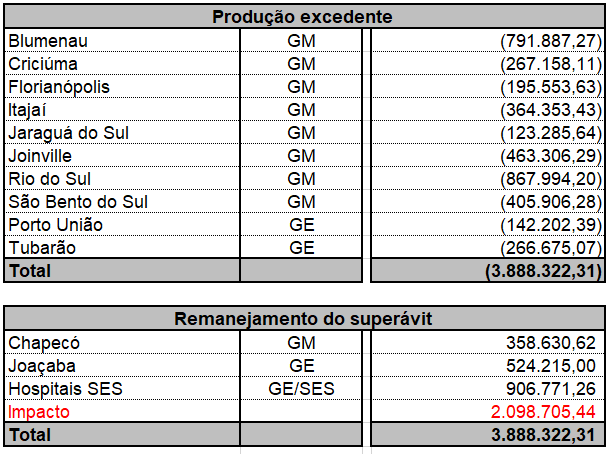 Produção excedente
Blumenau GM (791.887,27)
Criciúma GM (267.158,11)
Florianópolis GM (195.553,63)
Itajaí GM (364.353,43)
Jaraguá do Sul GM (123.285,64)
Joinville GM (463.306,29)
Rio do Sul GM (867.994,20)
São Bento do Sul GM (405.906,28)
Porto União GE (142.202,39)
Tubarão GE (266.675,07)
Total (3.888.322,31)
Remanejamento do superávit
Chapecó GM 358.630,62
Joaçaba GE 524.215,00
Hospitais SES GE/SES 906.771,26
Impacto 2.098.705,44
Total 3.888.322,31